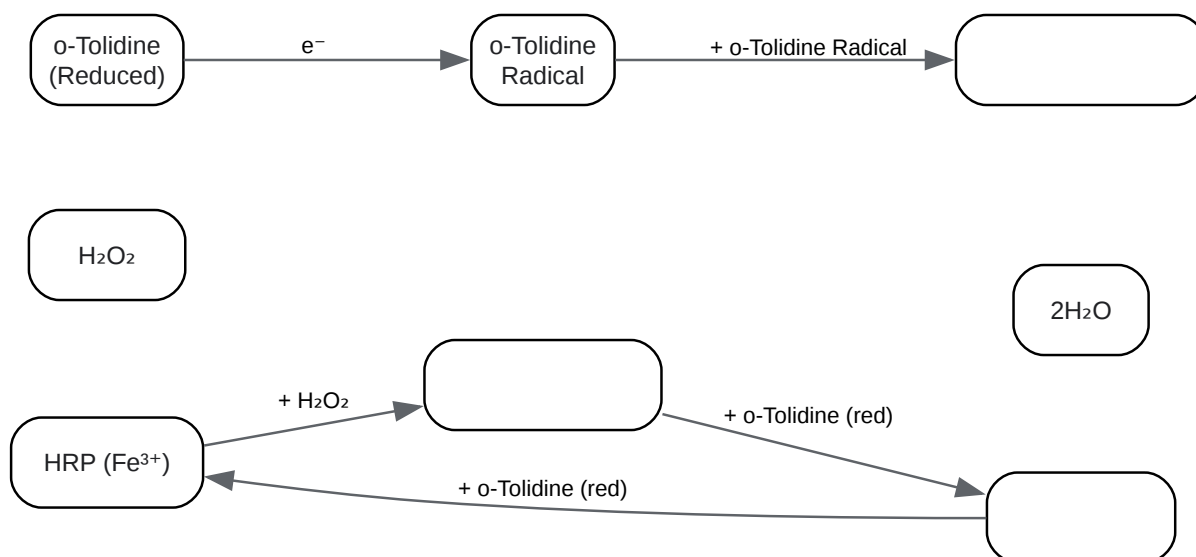 o-Tolidine
(Reduced)
e⁻
o-Tolidine
Radical
+ o-Tolidine Radical
H₂O₂
2H₂O
+ H₂O₂
+ o-Tolidine (red)
HRP (Fe³⁺)
+ o-Tolidine (red)